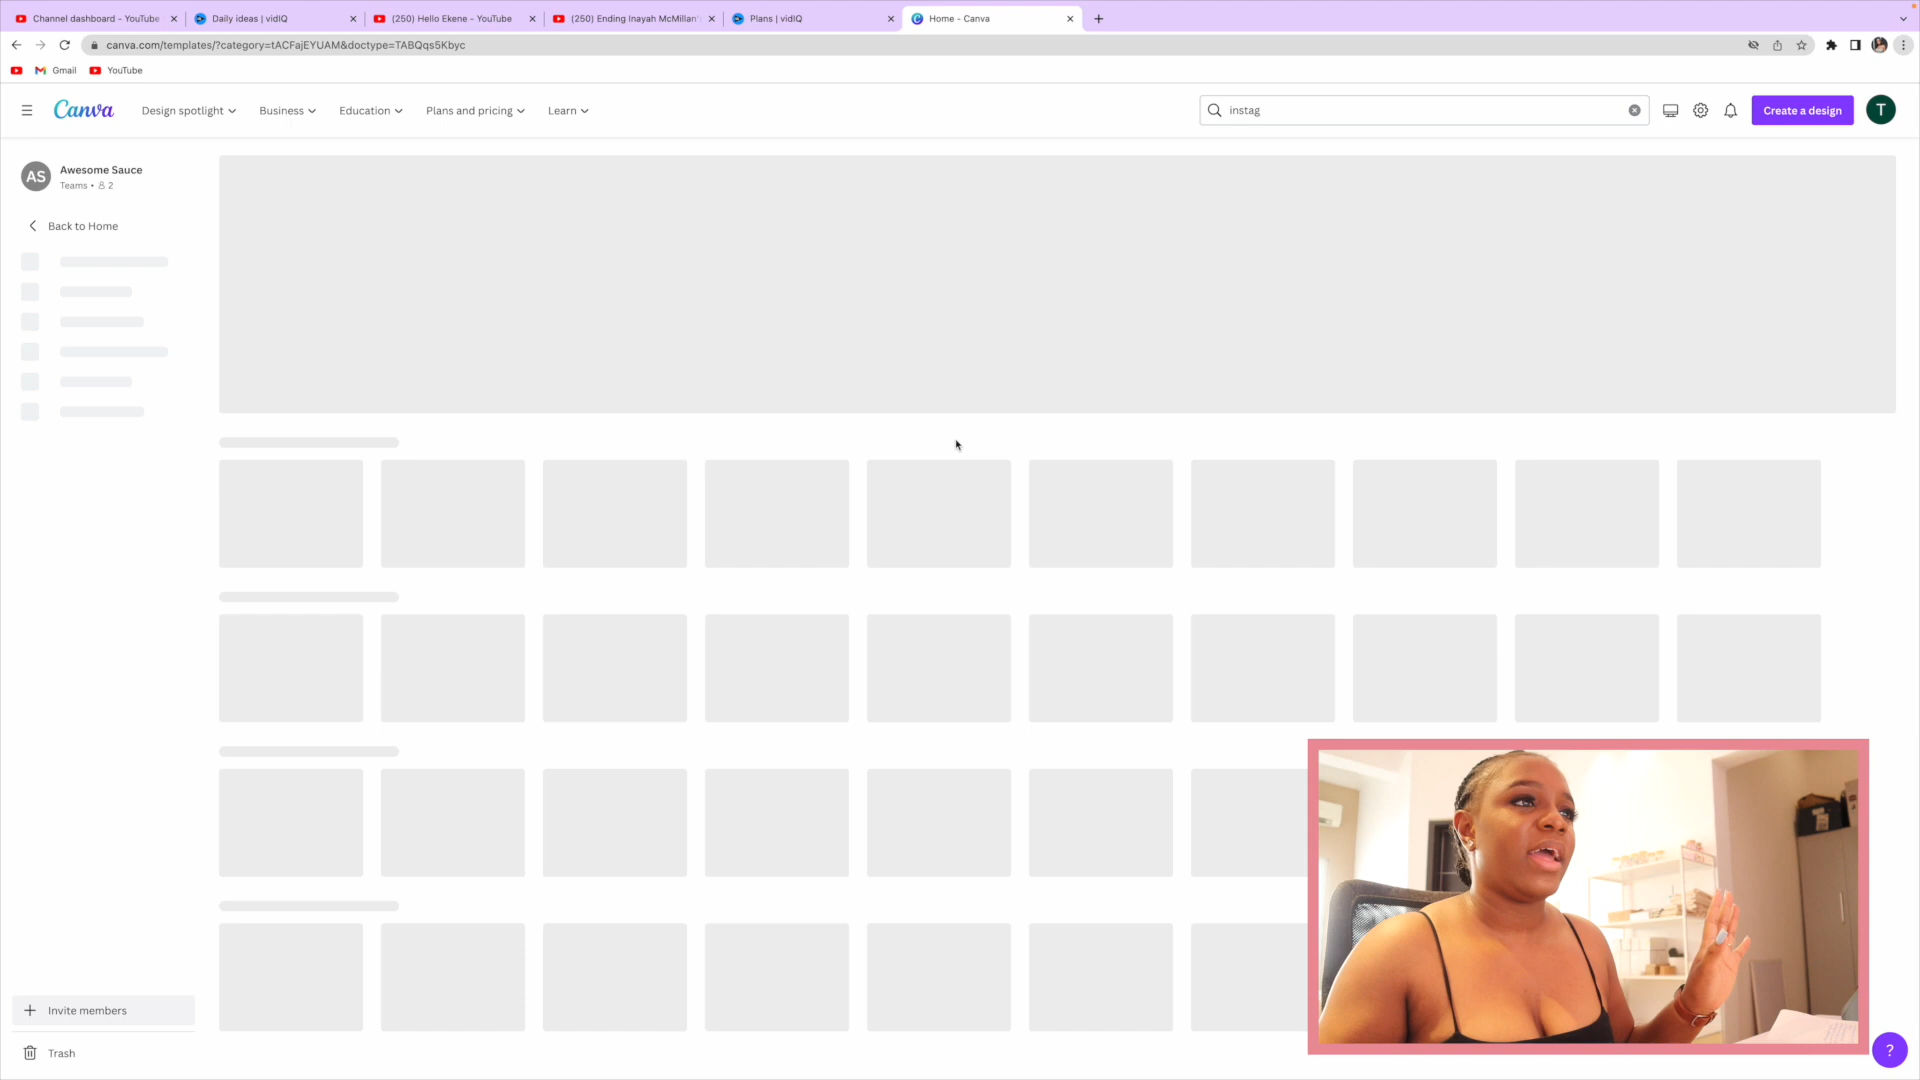 Channel dashboard - YouTube
Daily ideas | vidIQ
(250) Hello Ekene - YouTube
(250) Ending Inayah McMillan'
Plans | vidIQ
Home - Canva
canva.com/templates/?category=tACFajEYUAM&doctype=TABQqs5Kbyc
Gmail
YouTube
Canva
Design spotlight
Business
Education
Plans and pricing
Learn
instag
Create a design
T
AS
Awesome Sauce
Teams • 2
Back to Home
Invite members
Trash
?